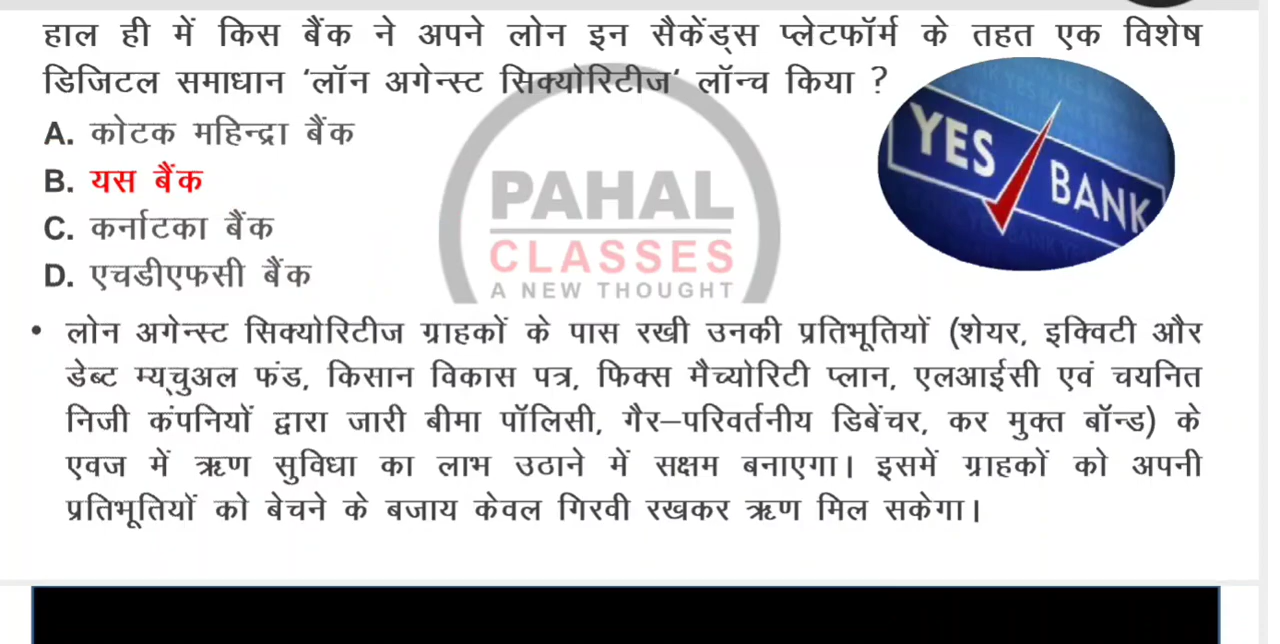 हाल ही में किस बैंक ने अपने लोन इन सैकेंड्स प्लेटफॉर्म के तहत एक विशेष
डिजिटल समाधान ‘लॉन अगेन्स्ट सिक्योरिटीज’ लॉन्च किया ?
A. कोटक महिन्द्रा बैंक
B. यस बैंक
C. कर्नाटका बैंक
D. एचडीएफसी बैंक
YES BANK
PAHAL
CLASSES
A NEW THOUGHT
• लोन अगेन्स्ट सिक्योरिटीज ग्राहकों के पास रखी उनकी प्रतिभूतियों (शेयर, इक्विटी और
डेब्ट म्यूचुअल फंड, किसान विकास पत्र, फिक्स मैच्योरिटी प्लान, एलआईसी एवं चयनित
निजी कंपनियों द्वारा जारी बीमा पॉलिसी, गैर–परिवर्तनीय डिबेंचर, कर मुक्त बॉन्ड) के
एवज में ऋण सुविधा का लाभ उठाने में सक्षम बनाएगा। इसमें ग्राहकों को अपनी
प्रतिभूतियों को बेचने के बजाय केवल गिरवी रखकर ऋण मिल सकेगा।